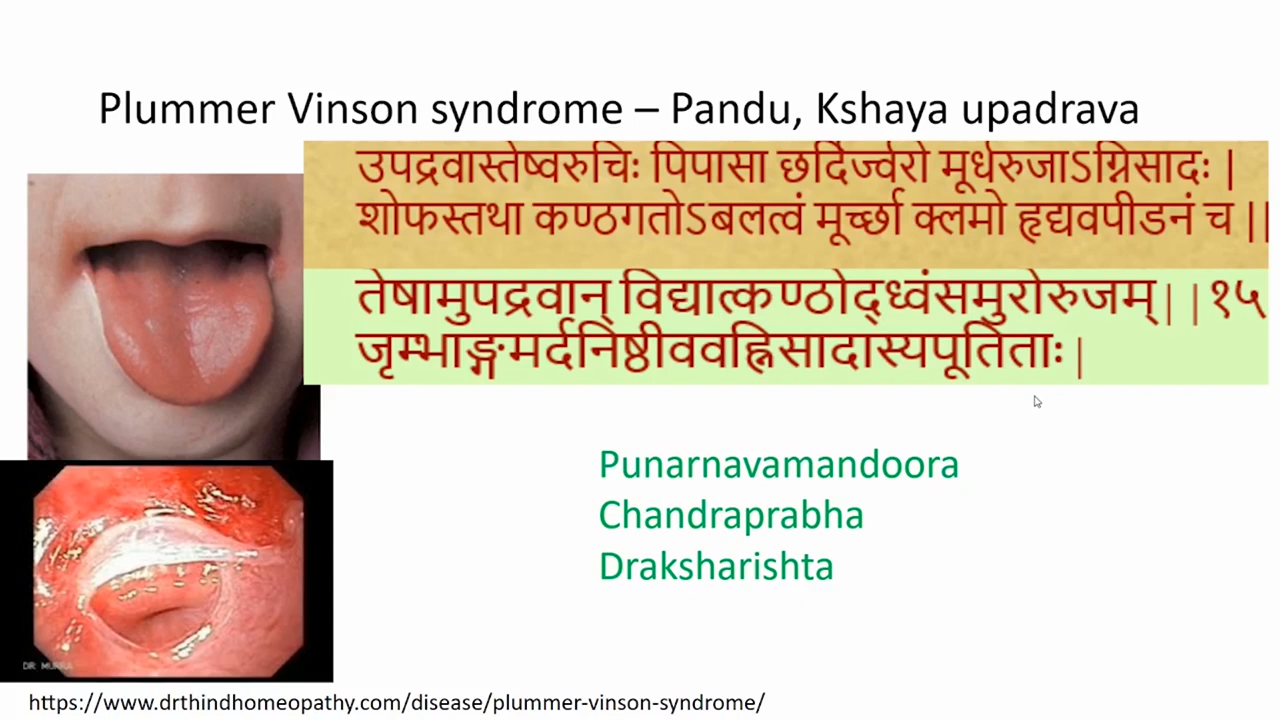 Plummer Vinson syndrome – Pandu, Kshaya upadrava
उपद्रवास्तेष्वरुचिः पिपासा छर्दिर्ज्वरो मूर्धरुजाऽग्निसादः |
शोफस्तथा कण्ठगतोऽबलत्वं मूर्च्छा क्लमो हृद्यवपीडनं च ||
तेषामुपद्रवान् विद्यात्कण्ठोद्ध्वंसमुरोरुजम्||१५
जृम्भाङ्गमर्दनिष्ठीववह्निसादास्यपूतिताः|
Punarnavamandoora
Chandraprabha
Draksharishta
DR MURRA
https://www.drthindhomeopathy.com/disease/plummer-vinson-syndrome/